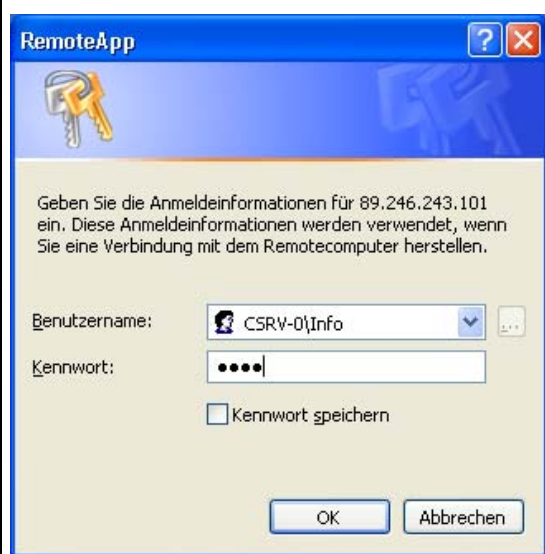 RemoteApp
Geben Sie die Anmeldeinformationen für 89.246.243.101
ein. Diese Anmeldeinformationen werden verwendet, wenn
Sie eine Verbindung mit dem Remotecomputer herstellen.
Benutzername: CSRV-0\Info ...
Kennwort: ●●●●
Kennwort speichern
OK Abbrechen